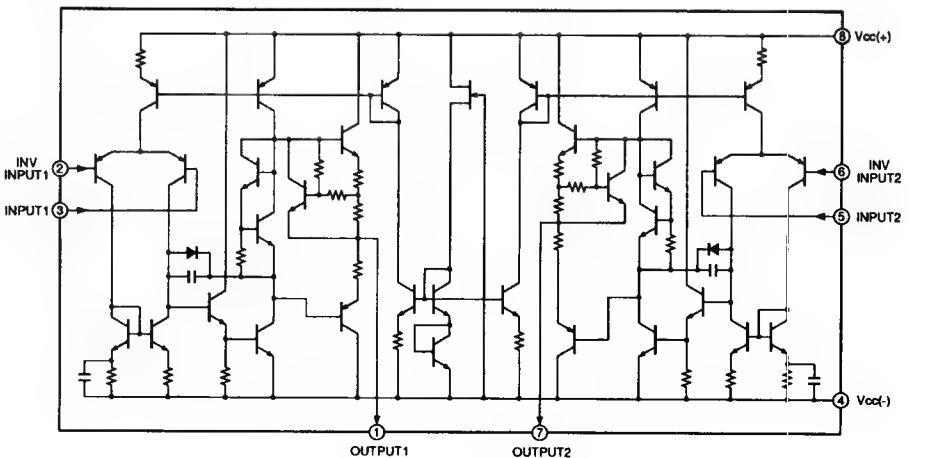 8 Vcc(+)
INV
INPUT1 2
INPUT1 3
6 INV
INPUT2
5 INPUT2
4 Vcc(-)
1
OUTPUT1
7
OUTPUT2